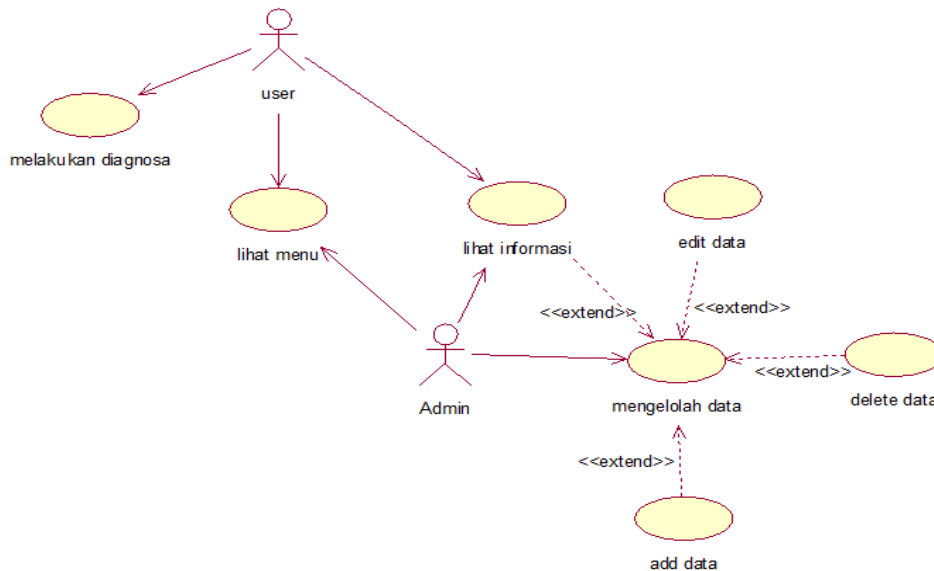 user
melakukan diagnosa
lihat menu
lihat informasi
edit data
<<extend>>
<<extend>>
<<extend>>
Admin
mengelolah data
delete data
<<extend>>
add data